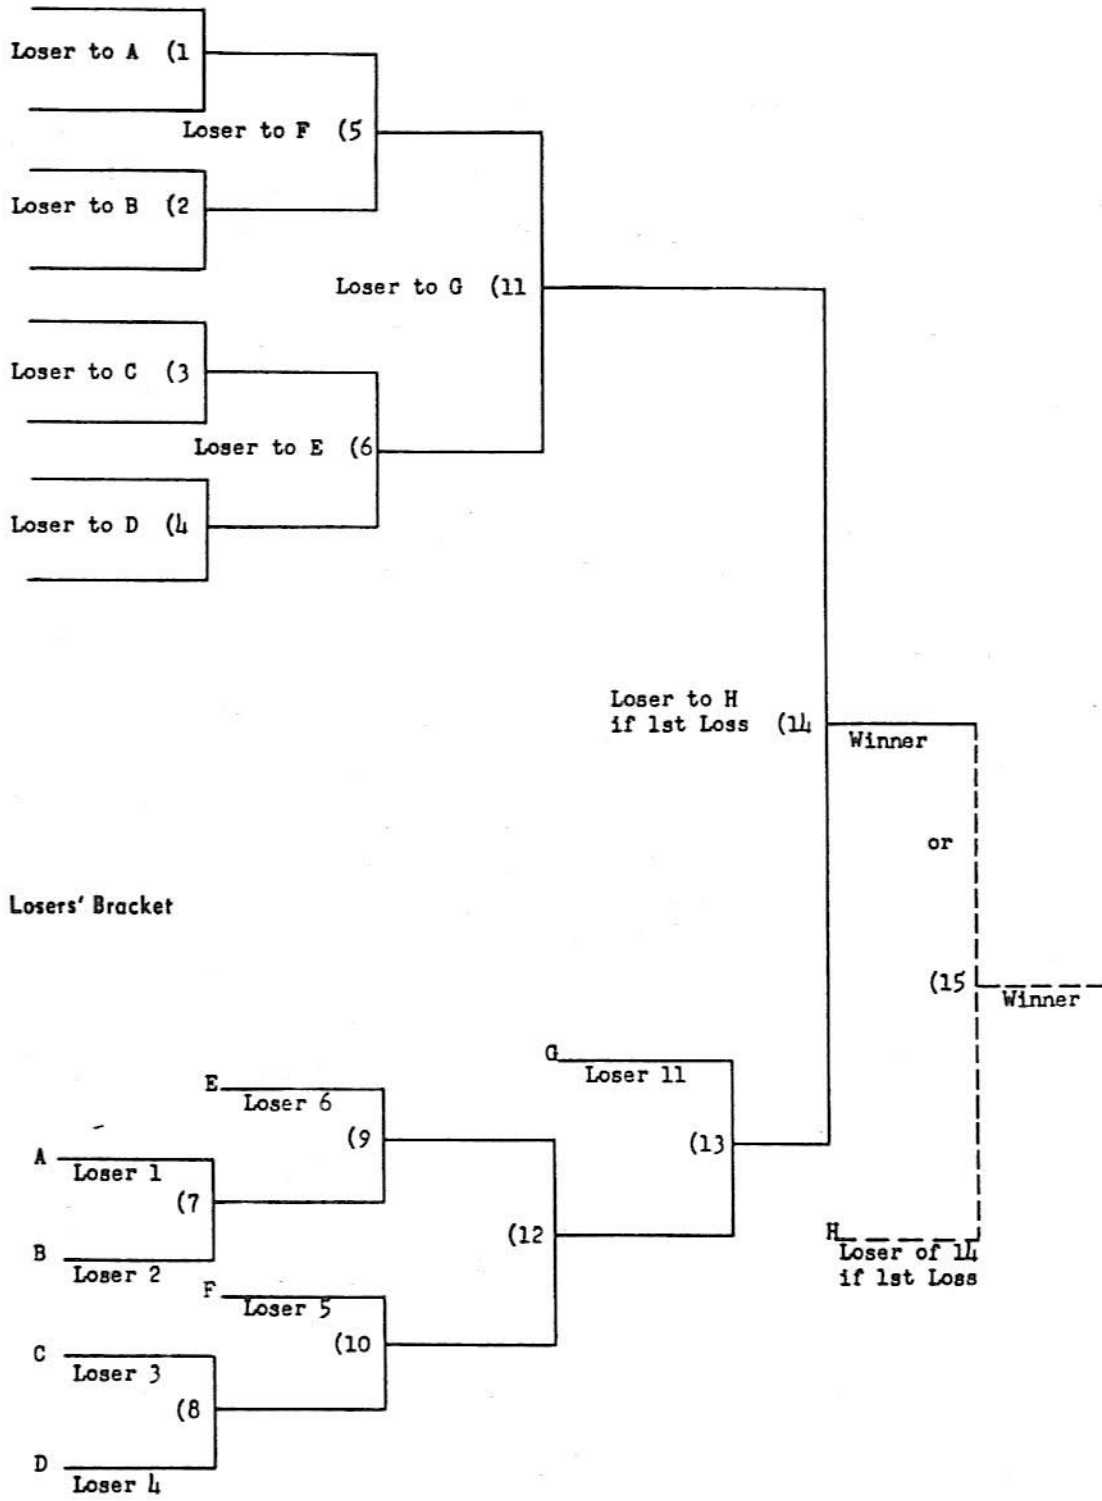 Loser to A (1
Loser to F (5
Loser to B (2
Loser to G (11
Loser to C (3
Loser to E (6
Loser to D (4
Loser to H
if 1st Loss (14
Winner
or
Losers' Bracket
(15
Winner
G
Loser 11
E
Loser 6
(9
(13
A
Loser 1
(7
(12
H
Loser of 14
if 1st Loss
B
Loser 2
F
Loser 5
(10
C
Loser 3
(8
D
Loser 4